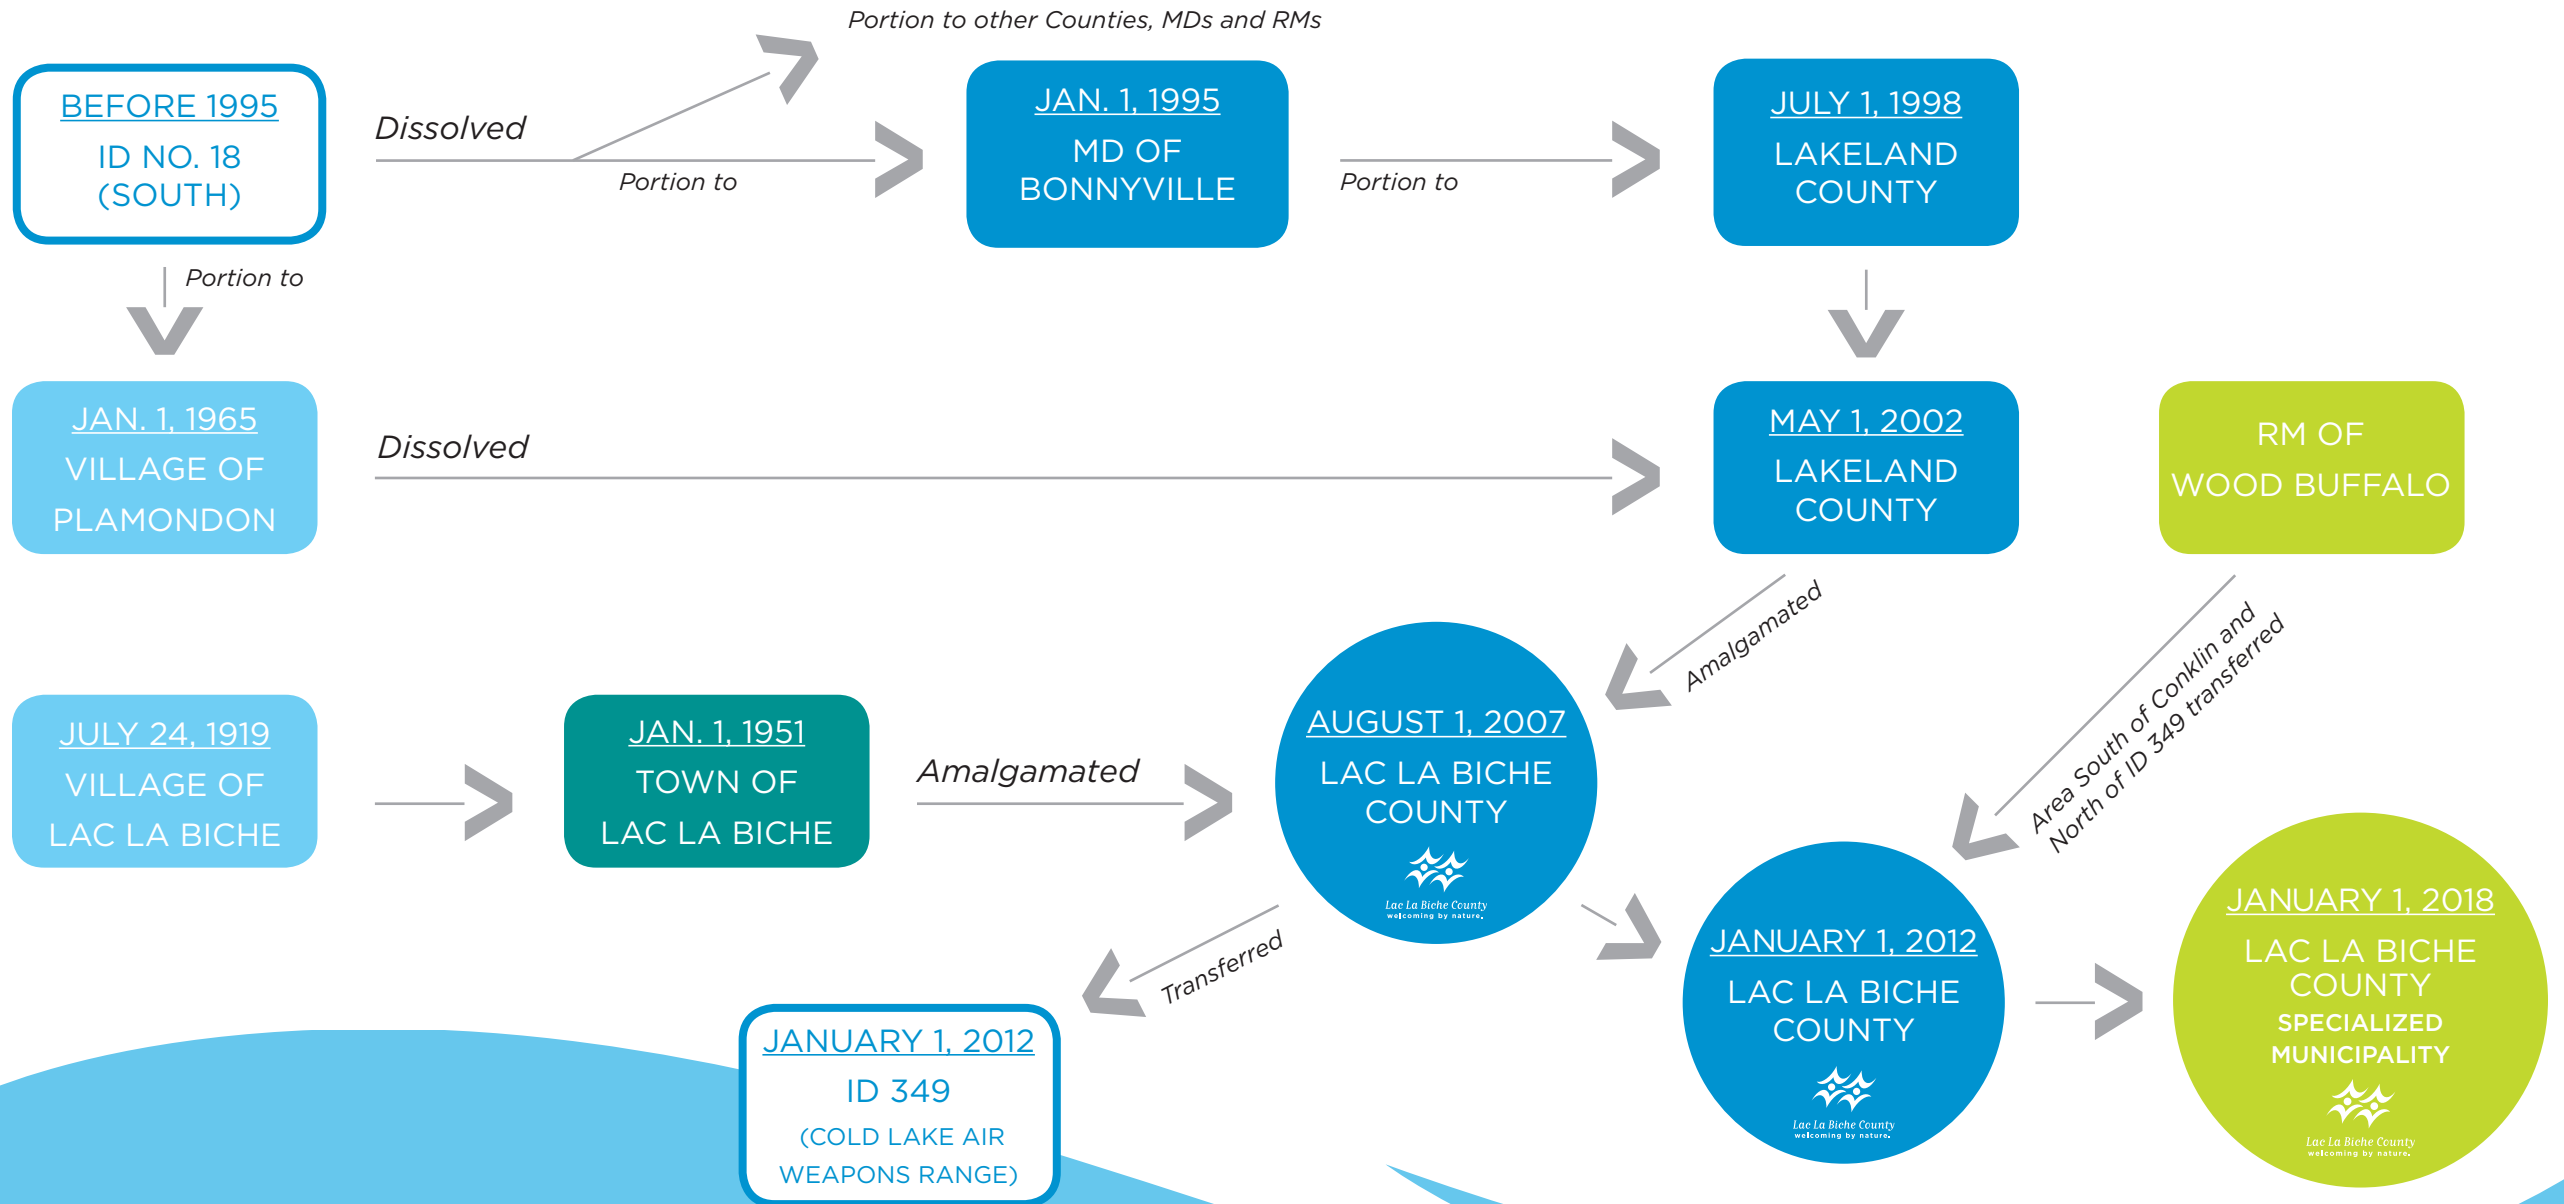 Portion to other Counties, MDs and RMs
BEFORE 1995
ID NO. 18
(SOUTH)
Dissolved
Portion to
JAN. 1, 1995
MD OF
BONNYVILLE
Portion to
JULY 1, 1998
LAKELAND
COUNTY
Portion to
JAN. 1, 1965
VILLAGE OF
PLAMONDON
Dissolved
MAY 1, 2002
LAKELAND
COUNTY
RM OF
WOOD BUFFALO
Amalgamated
Area South of Conklin and
North of ID 349 transferred
JULY 24, 1919
VILLAGE OF
LAC LA BICHE
JAN. 1, 1951
TOWN OF
LAC LA BICHE
Amalgamated
AUGUST 1, 2007
LAC LA BICHE
COUNTY
Lac La Biche County
welcoming by nature.
Transferred
JANUARY 1, 2012
ID 349
(COLD LAKE AIR
WEAPONS RANGE)
JANUARY 1, 2012
LAC LA BICHE
COUNTY
Lac La Biche County
welcoming by nature.
JANUARY 1, 2018
LAC LA BICHE
COUNTY
SPECIALIZED
MUNICIPALITY
Lac La Biche County
welcoming by nature.